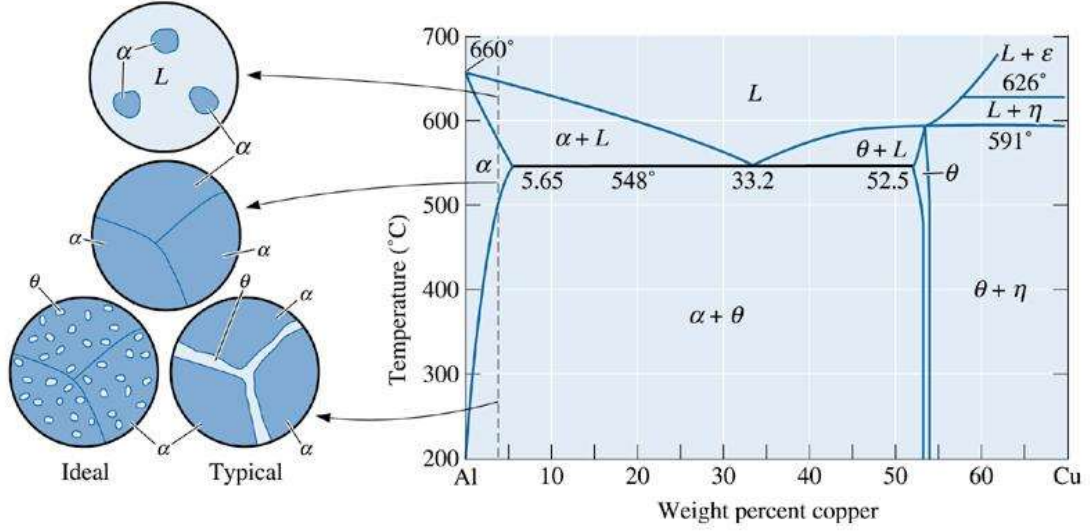 α
L
α
α
α
α
θ
Ideal
θ
α
α
α
Typical
700
600
500
400
300
200
Temperature (°C)
660°
L
L + ε
626°
L + η
591°
α + L
θ + L
α
5.65
548°
33.2
52.5
θ
α + θ
θ + η
Al
10
20
30
40
50
60
Cu
Weight percent copper